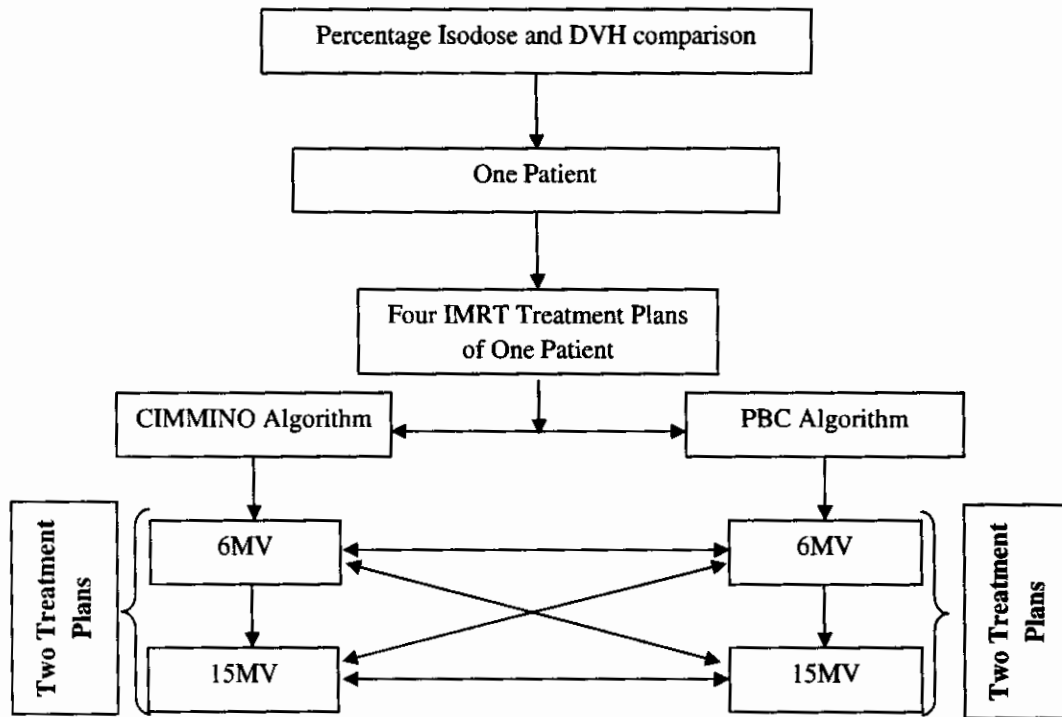 Percentage Isodose and DVH comparison
One Patient
Four IMRT Treatment Plans
of One Patient
CIMMINO Algorithm
PBC Algorithm
Two Treatment
Plans
6MV
6MV
Two Treatment
Plans
15MV
15MV